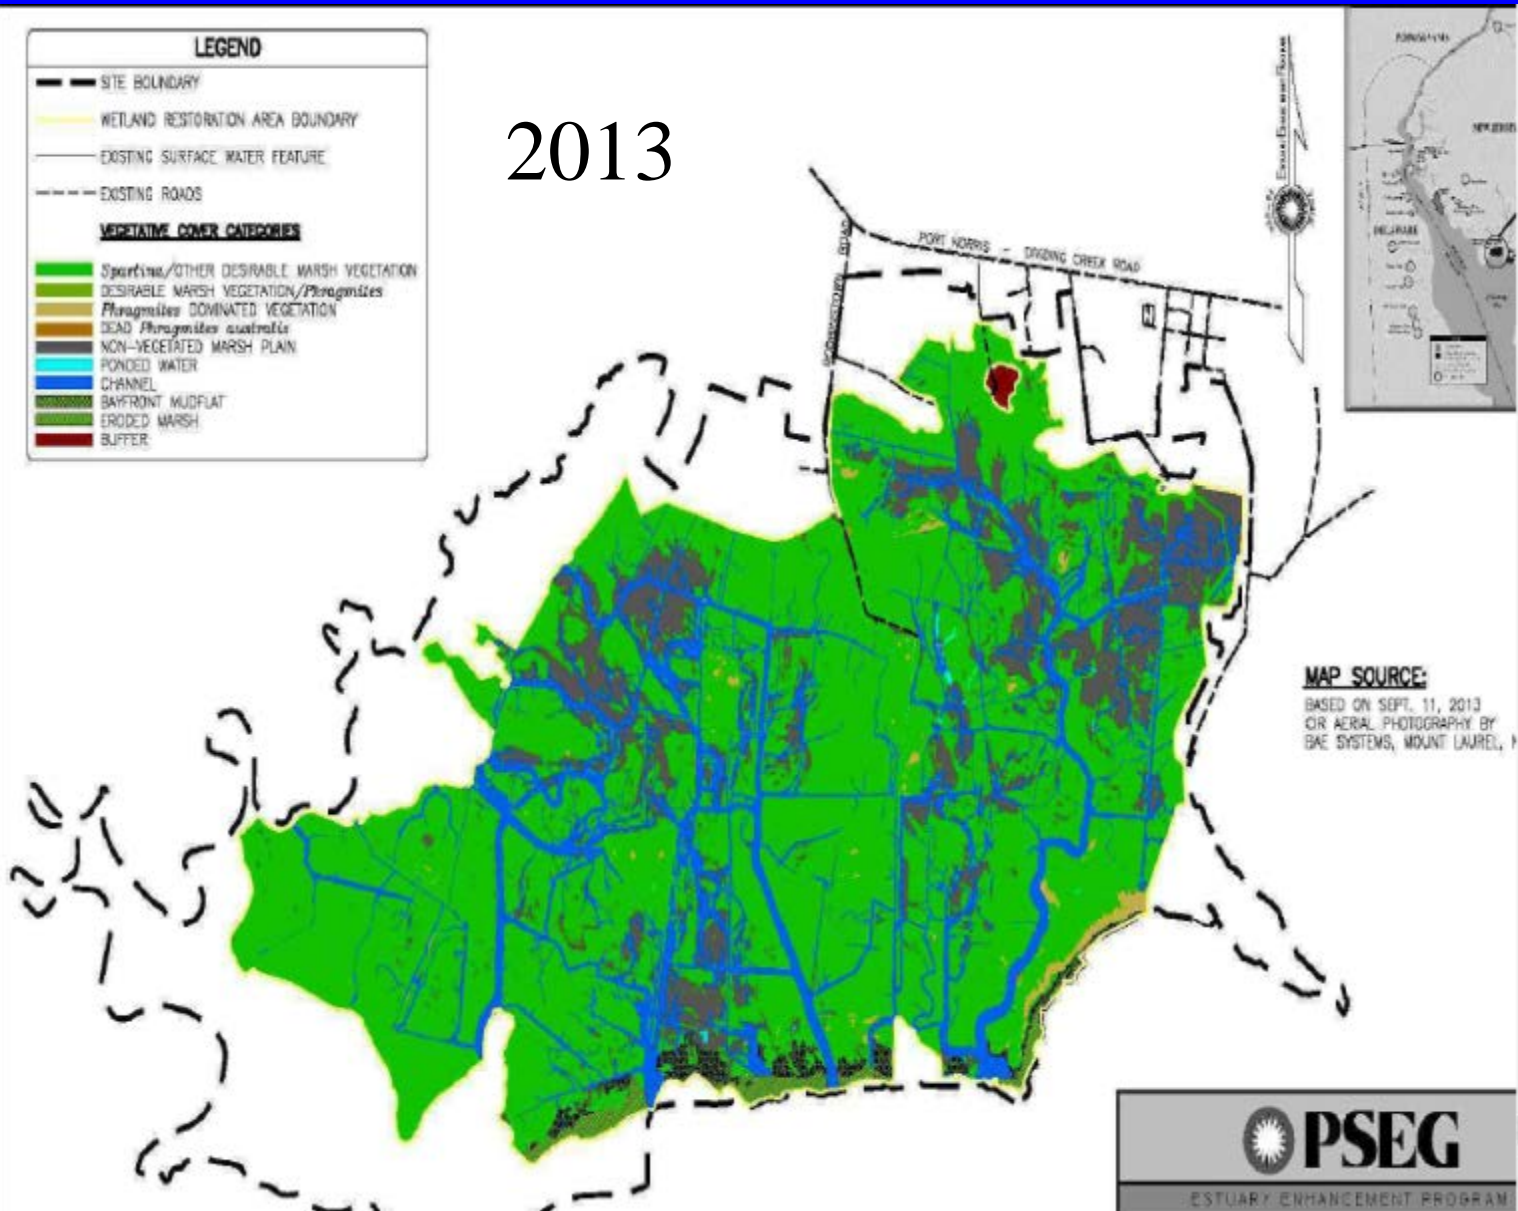 LEGEND
SITE BOUNDARY
WETLAND RESTORATION AREA BOUNDARY
EXISTING SURFACE WATER FEATURE
EXISTING ROADS
VEGETATIVE COVER CATEGORIES
Spartina/OTHER DESIRABLE MARSH VEGETATION
DESIRABLE MARSH VEGETATION/Phragmites
Phragmites DOMINATED VEGETATION
DEAD Phragmites australis
NON-VEGETATED MARSH PLAIN
PONDED WATER
CHANNEL
BAYFRONT MUDFLAT
ERODED MARSH
BUFFER
2013
PORT NORRIS - DIVIDING CREEK ROAD
ROAD
DELAWARE
MAP SOURCE:
BASED ON SEPT. 11, 2013
OR AERIAL PHOTOGRAPHY BY
BAE SYSTEMS, MOUNT LAUREL,
PSEG
ESTUARY ENHANCEMENT PROGRAM